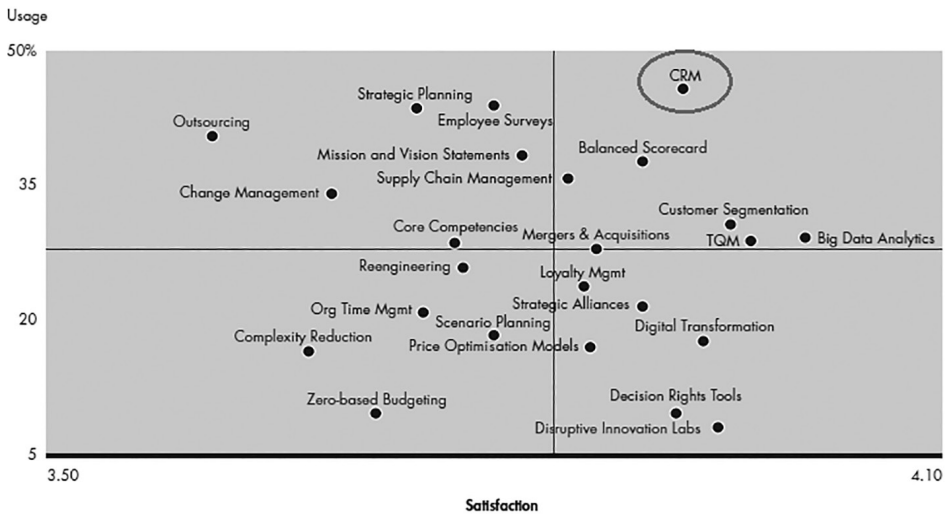 Usage
50%
CRM
Strategic Planning
Employee Surveys
Outsourcing
Balanced Scorecard
Mission and Vision Statements
Supply Chain Management
35
Change Management
Customer Segmentation
Core Competencies
Mergers & Acquisitions
TQM
Big Data Analytics
Reengineering
Loyalty Mgmt
Strategic Alliances
Org Time Mgmt
20
Scenario Planning
Digital Transformation
Complexity Reduction
Price Optimisation Models
Zero-based Budgeting
Decision Rights Tools
Disruptive Innovation Labs
5
3.50
4.10
Satisfaction